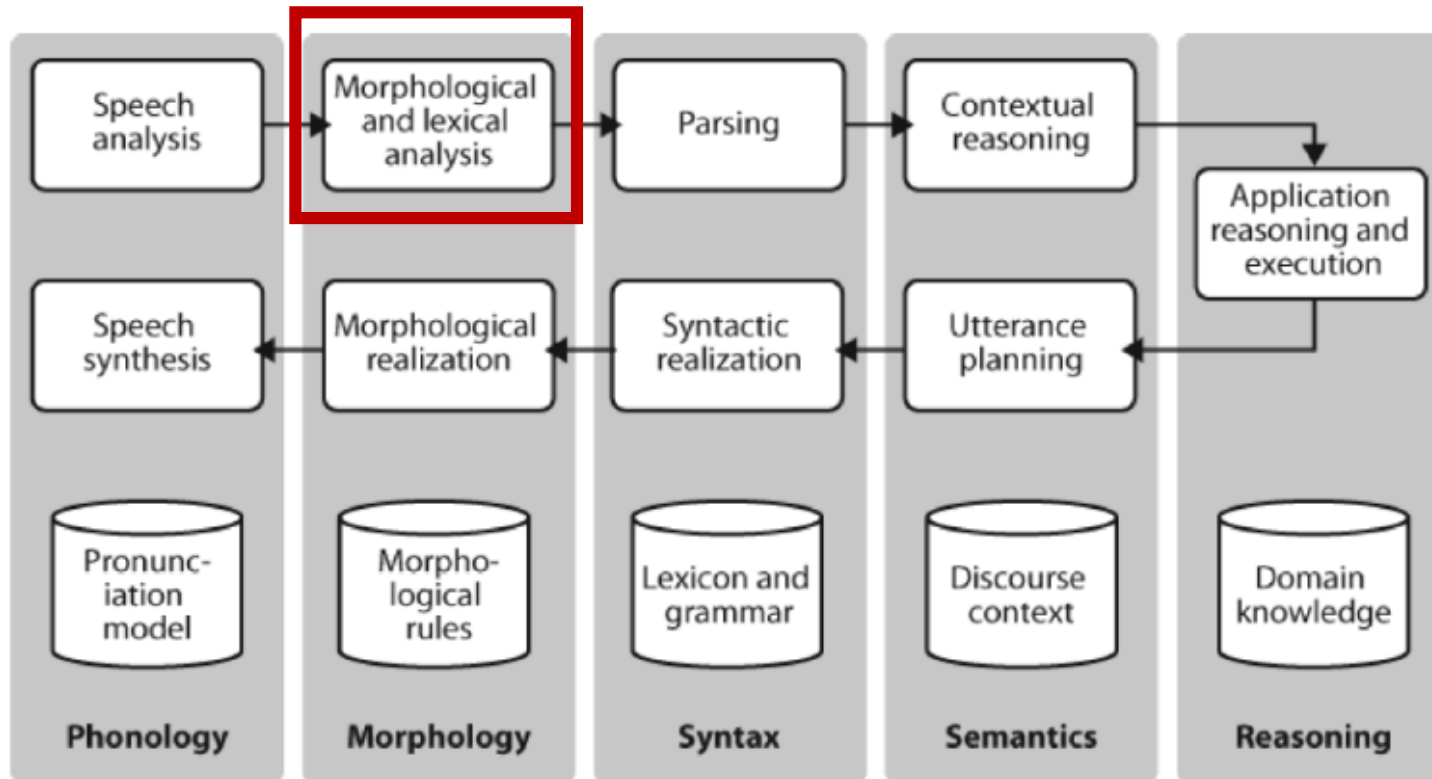 Speech
analysis
Morphological
and lexical
analysis
Parsing
Contextual
reasoning
Application
reasoning and
execution
Speech
synthesis
Morphological
realization
Syntactic
realization
Utterance
planning
Pronunc-
iation
model
Morpho-
logical
rules
Lexicon and
grammar
Discourse
context
Domain
knowledge
Phonology
Morphology
Syntax
Semantics
Reasoning